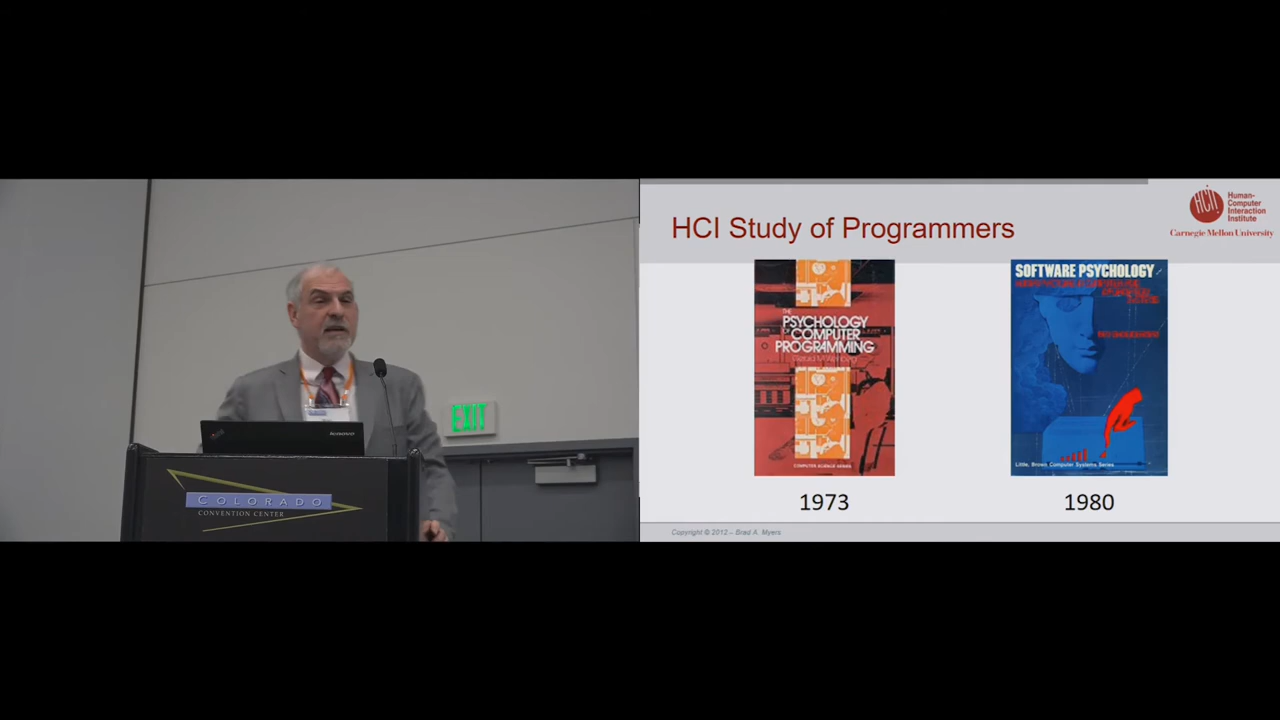 lenovo
EXIT
COLORADO
CONVENTION CENTER
HCI Study of Programmers
HCII
Human-
Computer
Interaction
Institute
Carnegie Mellon University
THE
PSYCHOLOGY
OF COMPUTER
PROGRAMMING
COMPUTER SCIENCE SERIES
1973
SOFTWARE PSYCHOLOGY
Little, Brown Computer Systems Series
1980
Copyright © 2012 – Brad A. Myers